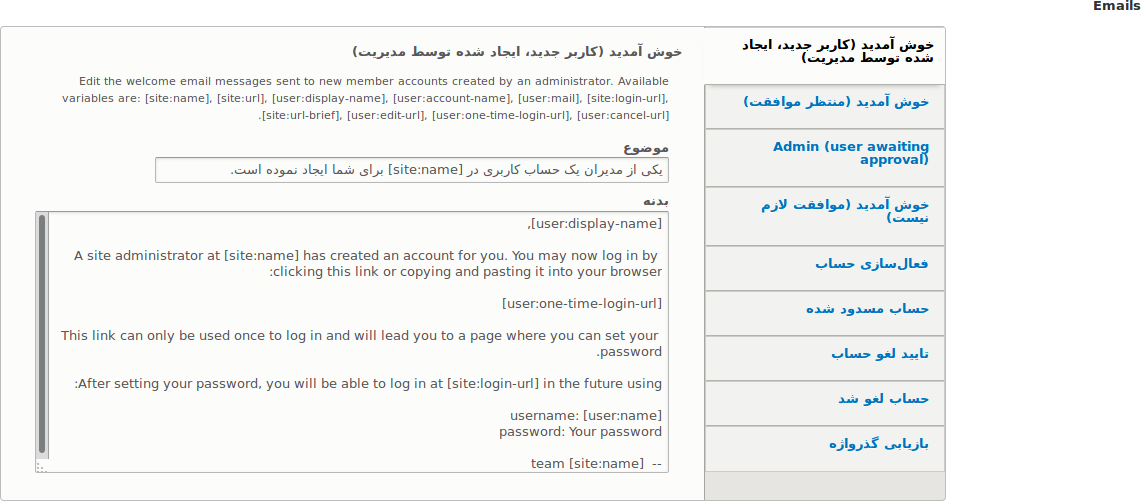 Emails
خوش آمدید (کاربر جدید، ایجاد
شده توسط مدیریت)
خوش آمدید (منتظر موافقت)
Admin (user awaiting
approval)
خوش آمدید (موافقت لازم
نیست)
فعال‌سازی حساب
حساب مسدود شده
تایید لغو حساب
حساب لغو شد
بازیابی گذرواژه
خوش آمدید (کاربر جدید، ایجاد شده توسط مدیریت)
Edit the welcome email messages sent to new member accounts created by an administrator. Available
variables are: [site:name], [site:url], [user:display-name], [user:account-name], [user:mail], [site:login-url],
[site:url-brief], [user:edit-url], [user:one-time-login-url], [user:cancel-url].
موضوع
یکی از مدیران یک حساب کاربری در [site:name] برای شما ایجاد نموده است.
بدنه
[user:display-name],
A site administrator at [site:name] has created an account for you. You may now log in by
clicking this link or copying and pasting it into your browser:
[user:one-time-login-url]
This link can only be used once to log in and will lead you to a page where you can set your
password.
After setting your password, you will be able to log in at [site:login-url] in the future using:
username: [user:name]
password: Your password
--  [site:name] team